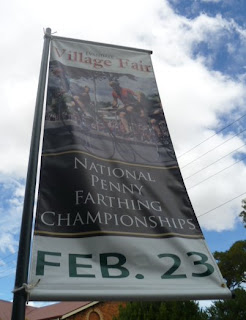 Village Fair
NATIONAL
PENNY
FARTHING
CHAMPIONSHIPS
FEB. 23